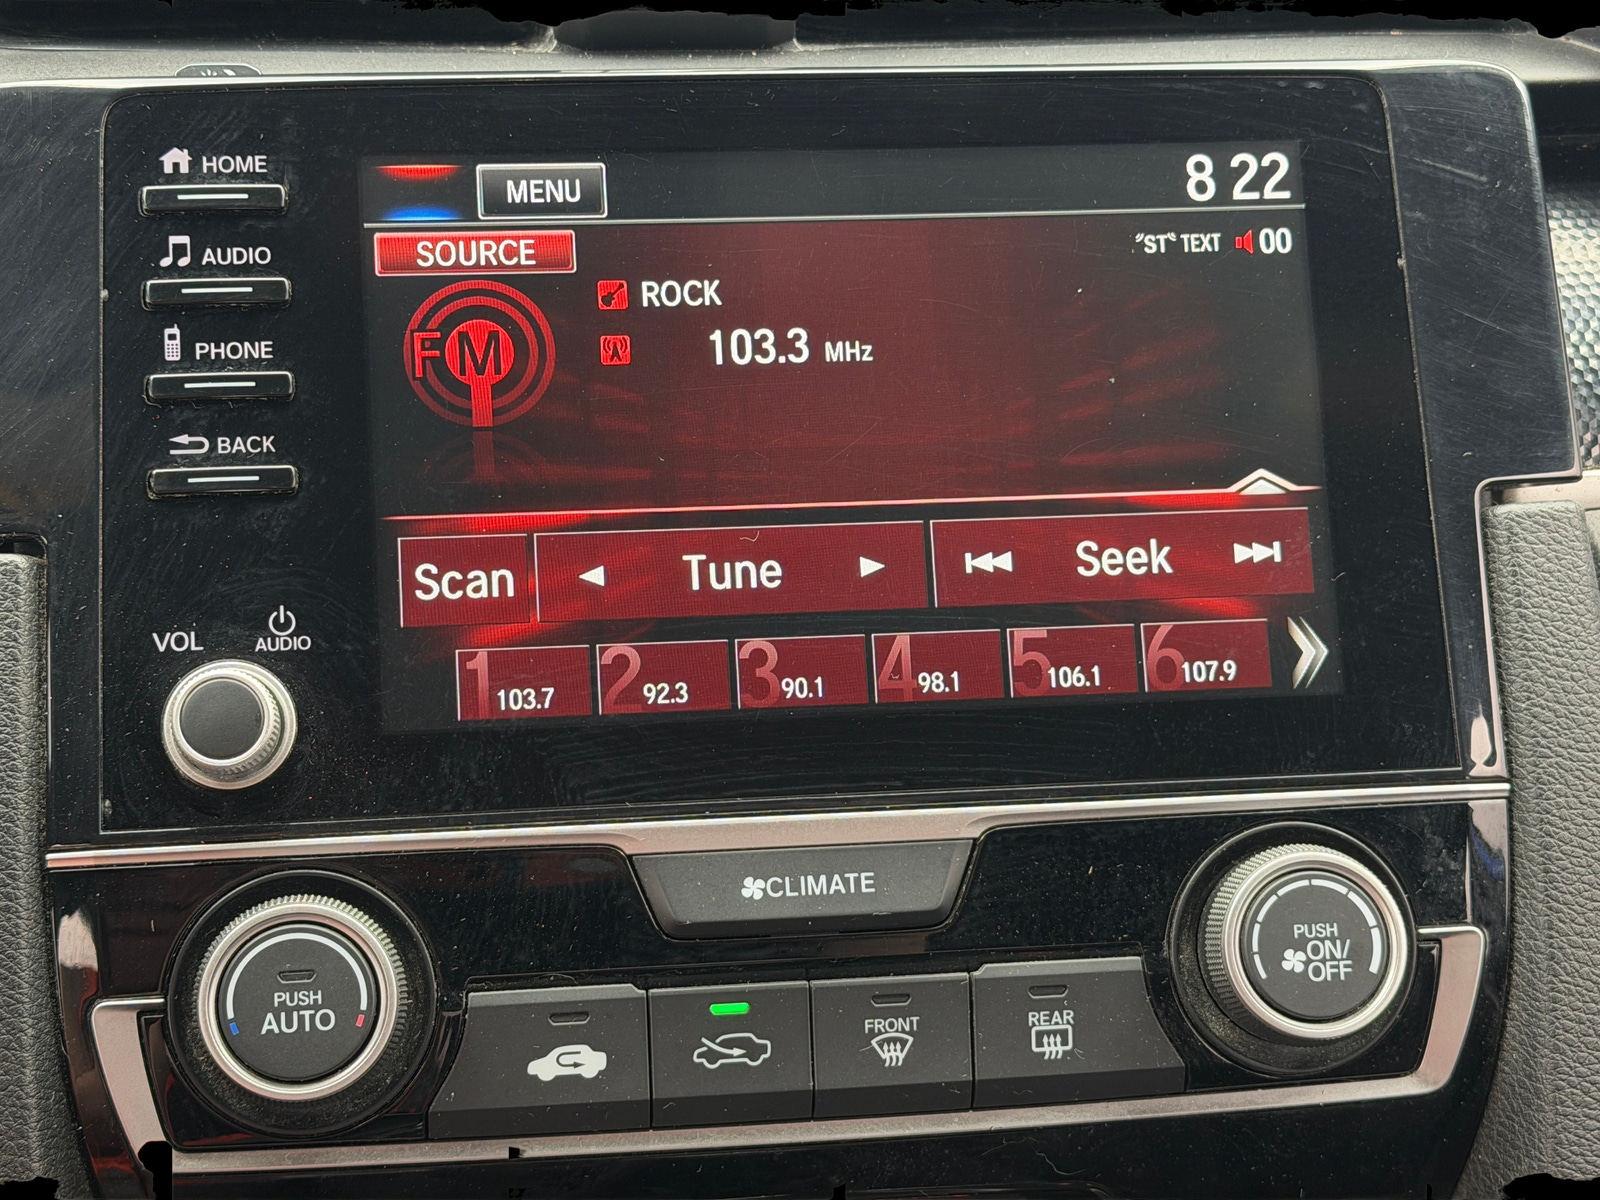 HOME
MENU
8 22
SOURCE
"ST" TEXT 00
AUDIO
ROCK
FM
103.3 MHz
PHONE
BACK
Scan
Tune
Seek
1 103.7
2 92.3
3 90.1
4 98.1
5 106.1
6 107.9
VOL
AUDIO
CLIMATE
PUSH
ON/
OFF
PUSH
AUTO
FRONT
REAR